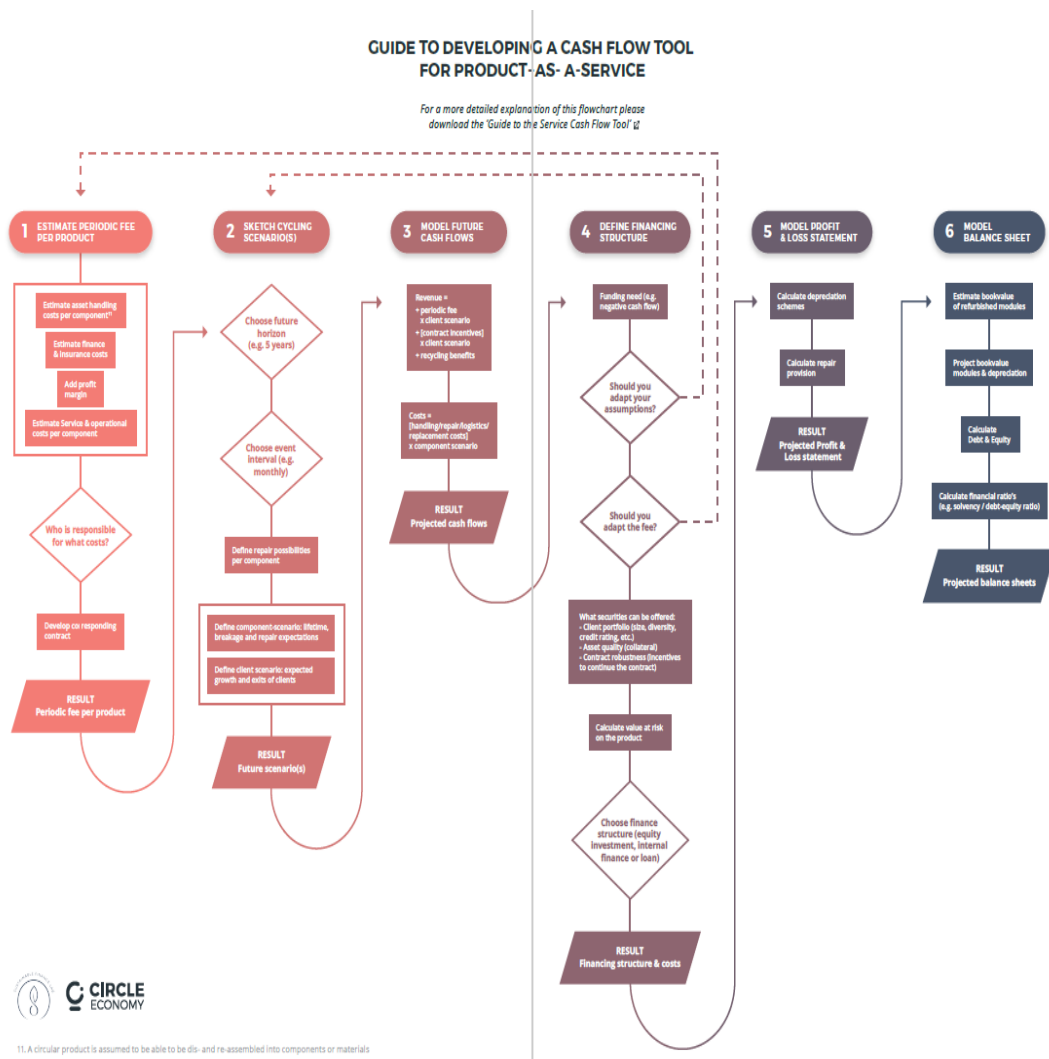 GUIDE TO DEVELOPING A CASH FLOW TOOL
FOR PRODUCT-AS- A-SERVICE
For a more detailed explanation of this flowchart please
download the ‘Guide to the Service Cash Flow Tool’
1 ESTIMATE PERIODIC FEE
PER PRODUCT
Estimate asset handling
costs per component¹¹
Estimate finance
& insurance costs
Add profit
margin
Estimate Service & operational
costs per component
Who is responsible
for what costs?
Develop co responding
contract
RESULT
Periodic fee per product
2 SKETCH CYCLING
SCENARIO(S)
Choose future
horizon
(e.g. 5 years)
Choose event
interval (e.g.
monthly)
Define repair possibilities
per component
Define component-scenario: lifetime,
breakage and repair expectations
Define client scenario: expected
growth and exits of clients
RESULT
Future scenario(s)
3 MODEL FUTURE
CASH FLOWS
Revenue =
+ periodic fee
x client scenario
+ [contract incentives]
x client scenario
+ recycling benefits
Costs =
[handling/repair/logistics/
replacement costs]
x component scenario
RESULT
Projected cash flows
4 DEFINE FINANCING
STRUCTURE
Funding need (e.g.
negative cash flow)
Should you
adapt your
assumptions?
Should you
adapt the fee?
What securities can be offered:
- Client portfolio (size, diversity,
credit rating, etc.)
- Asset quality (collateral)
- Contract robustness (incentives
to continue the contract)
Calculate value at risk
on the product
Choose finance
structure (equity
investment, internal
finance or loan)
RESULT
Financing structure & costs
5 MODEL PROFIT
& LOSS STATEMENT
Calculate depreciation
schemes
Calculate repair
provision
RESULT
Projected Profit &
Loss statement
6 MODEL
BALANCE SHEET
Estimate bookvalue
of refurbished modules
Project bookvalue
modules & depreciation
Calculate
Debt & Equity
Calculate financial ratio's
(e.g. solvency / debt-equity ratio)
RESULT
Projected balance sheets
CIRCLE
ECONOMY
11. A circular product is assumed to be able to be dis- and re-assembled into components or materials